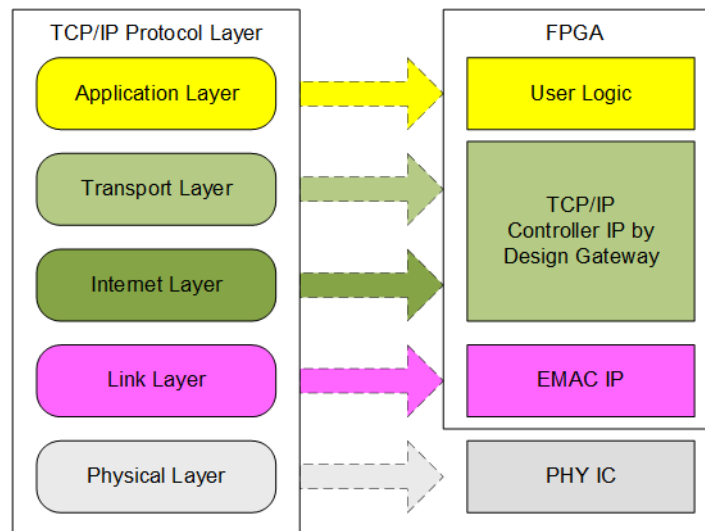 TCP/IP Protocol Layer
Application Layer
Transport Layer
Internet Layer
Link Layer
Physical Layer
FPGA
User Logic
TCP/IP
Controller IP by
Design Gateway
EMAC IP
PHY IC